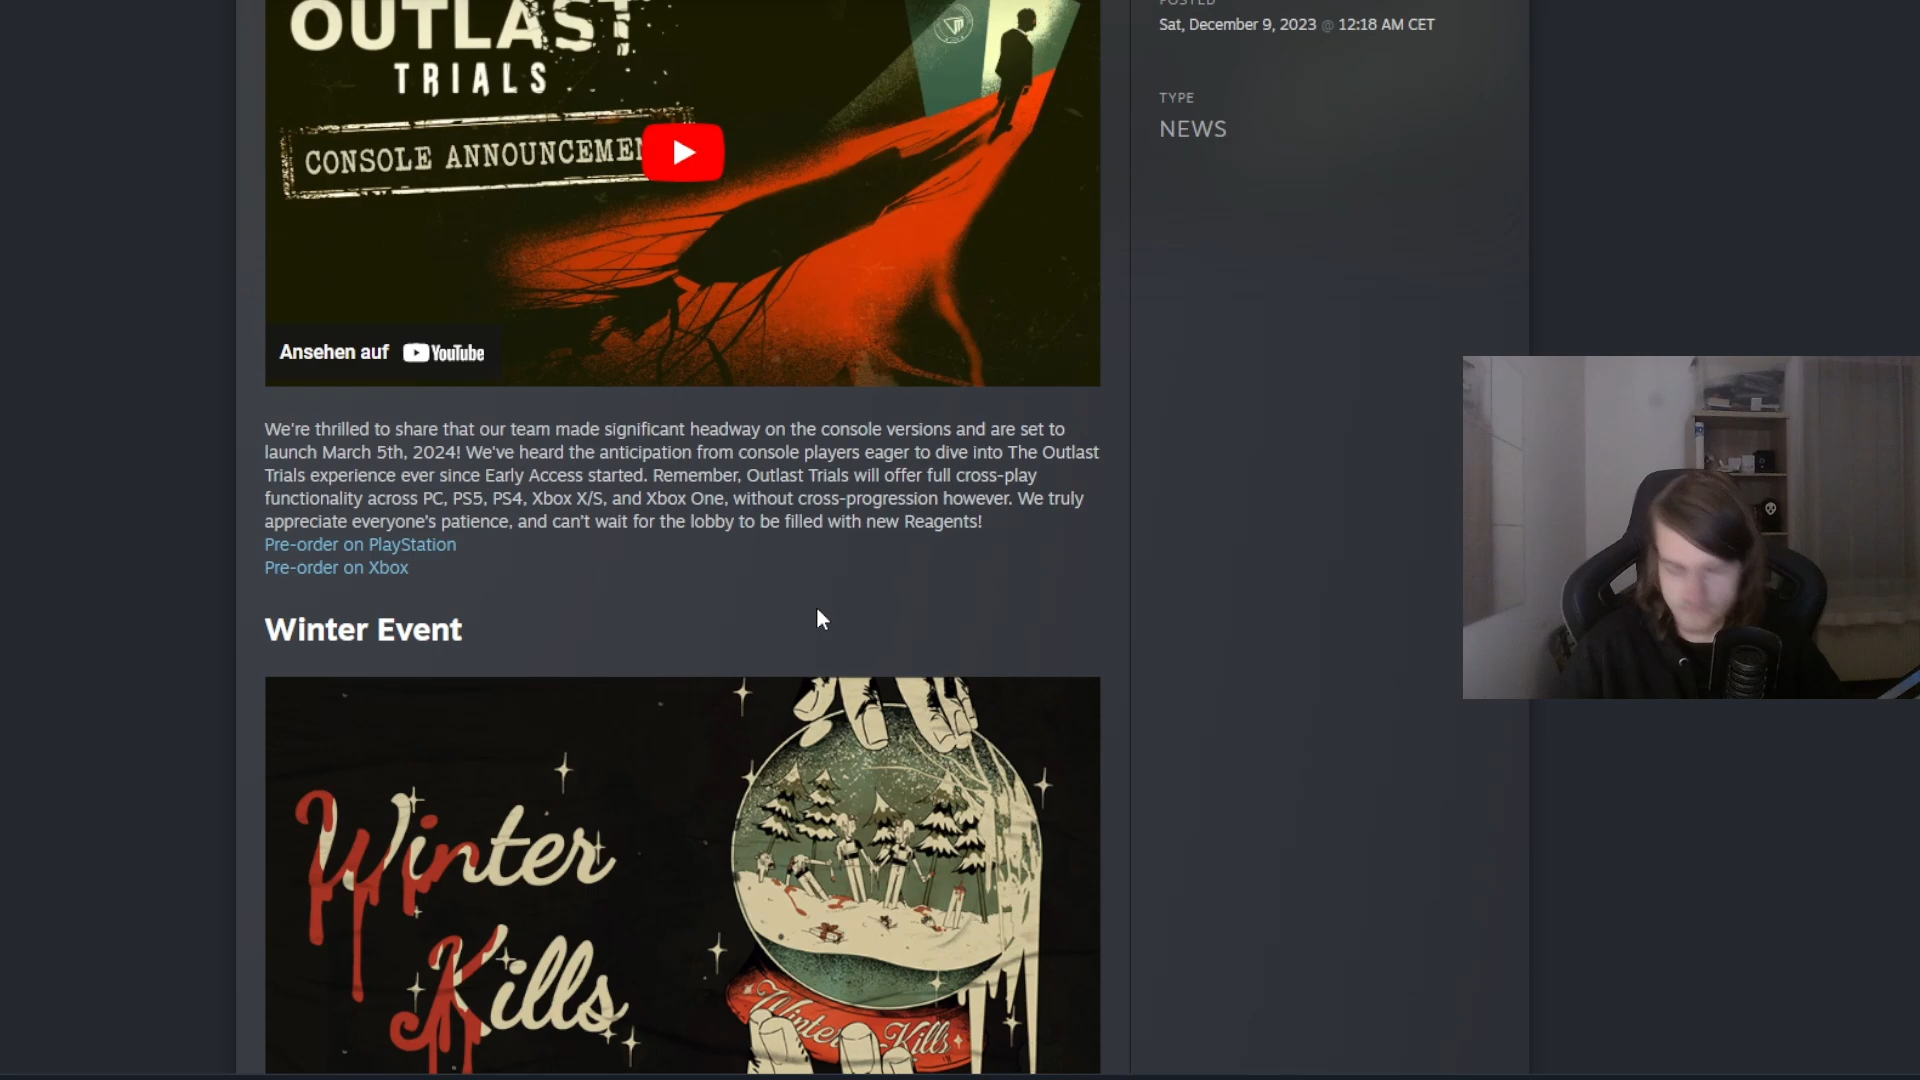 OUTLAST
TRIALS
CONSOLE ANNOUNCEMEN
Ansehen auf YouTube
POSTED
Sat, December 9, 2023 @ 12:18 AM CET
TYPE
NEWS
We're thrilled to share that our team made significant headway on the console versions and are set to
launch March 5th, 2024! We've heard the anticipation from console players eager to dive into The Outlast
Trials experience ever since Early Access started. Remember, Outlast Trials will offer full cross-play
functionality across PC, PS5, PS4, Xbox X/S, and Xbox One, without cross-progression however. We truly
appreciate everyone's patience, and can't wait for the lobby to be filled with new Reagents!
Pre-order on PlayStation
Pre-order on Xbox
Winter Event
Winter
Kills
Winter Kills